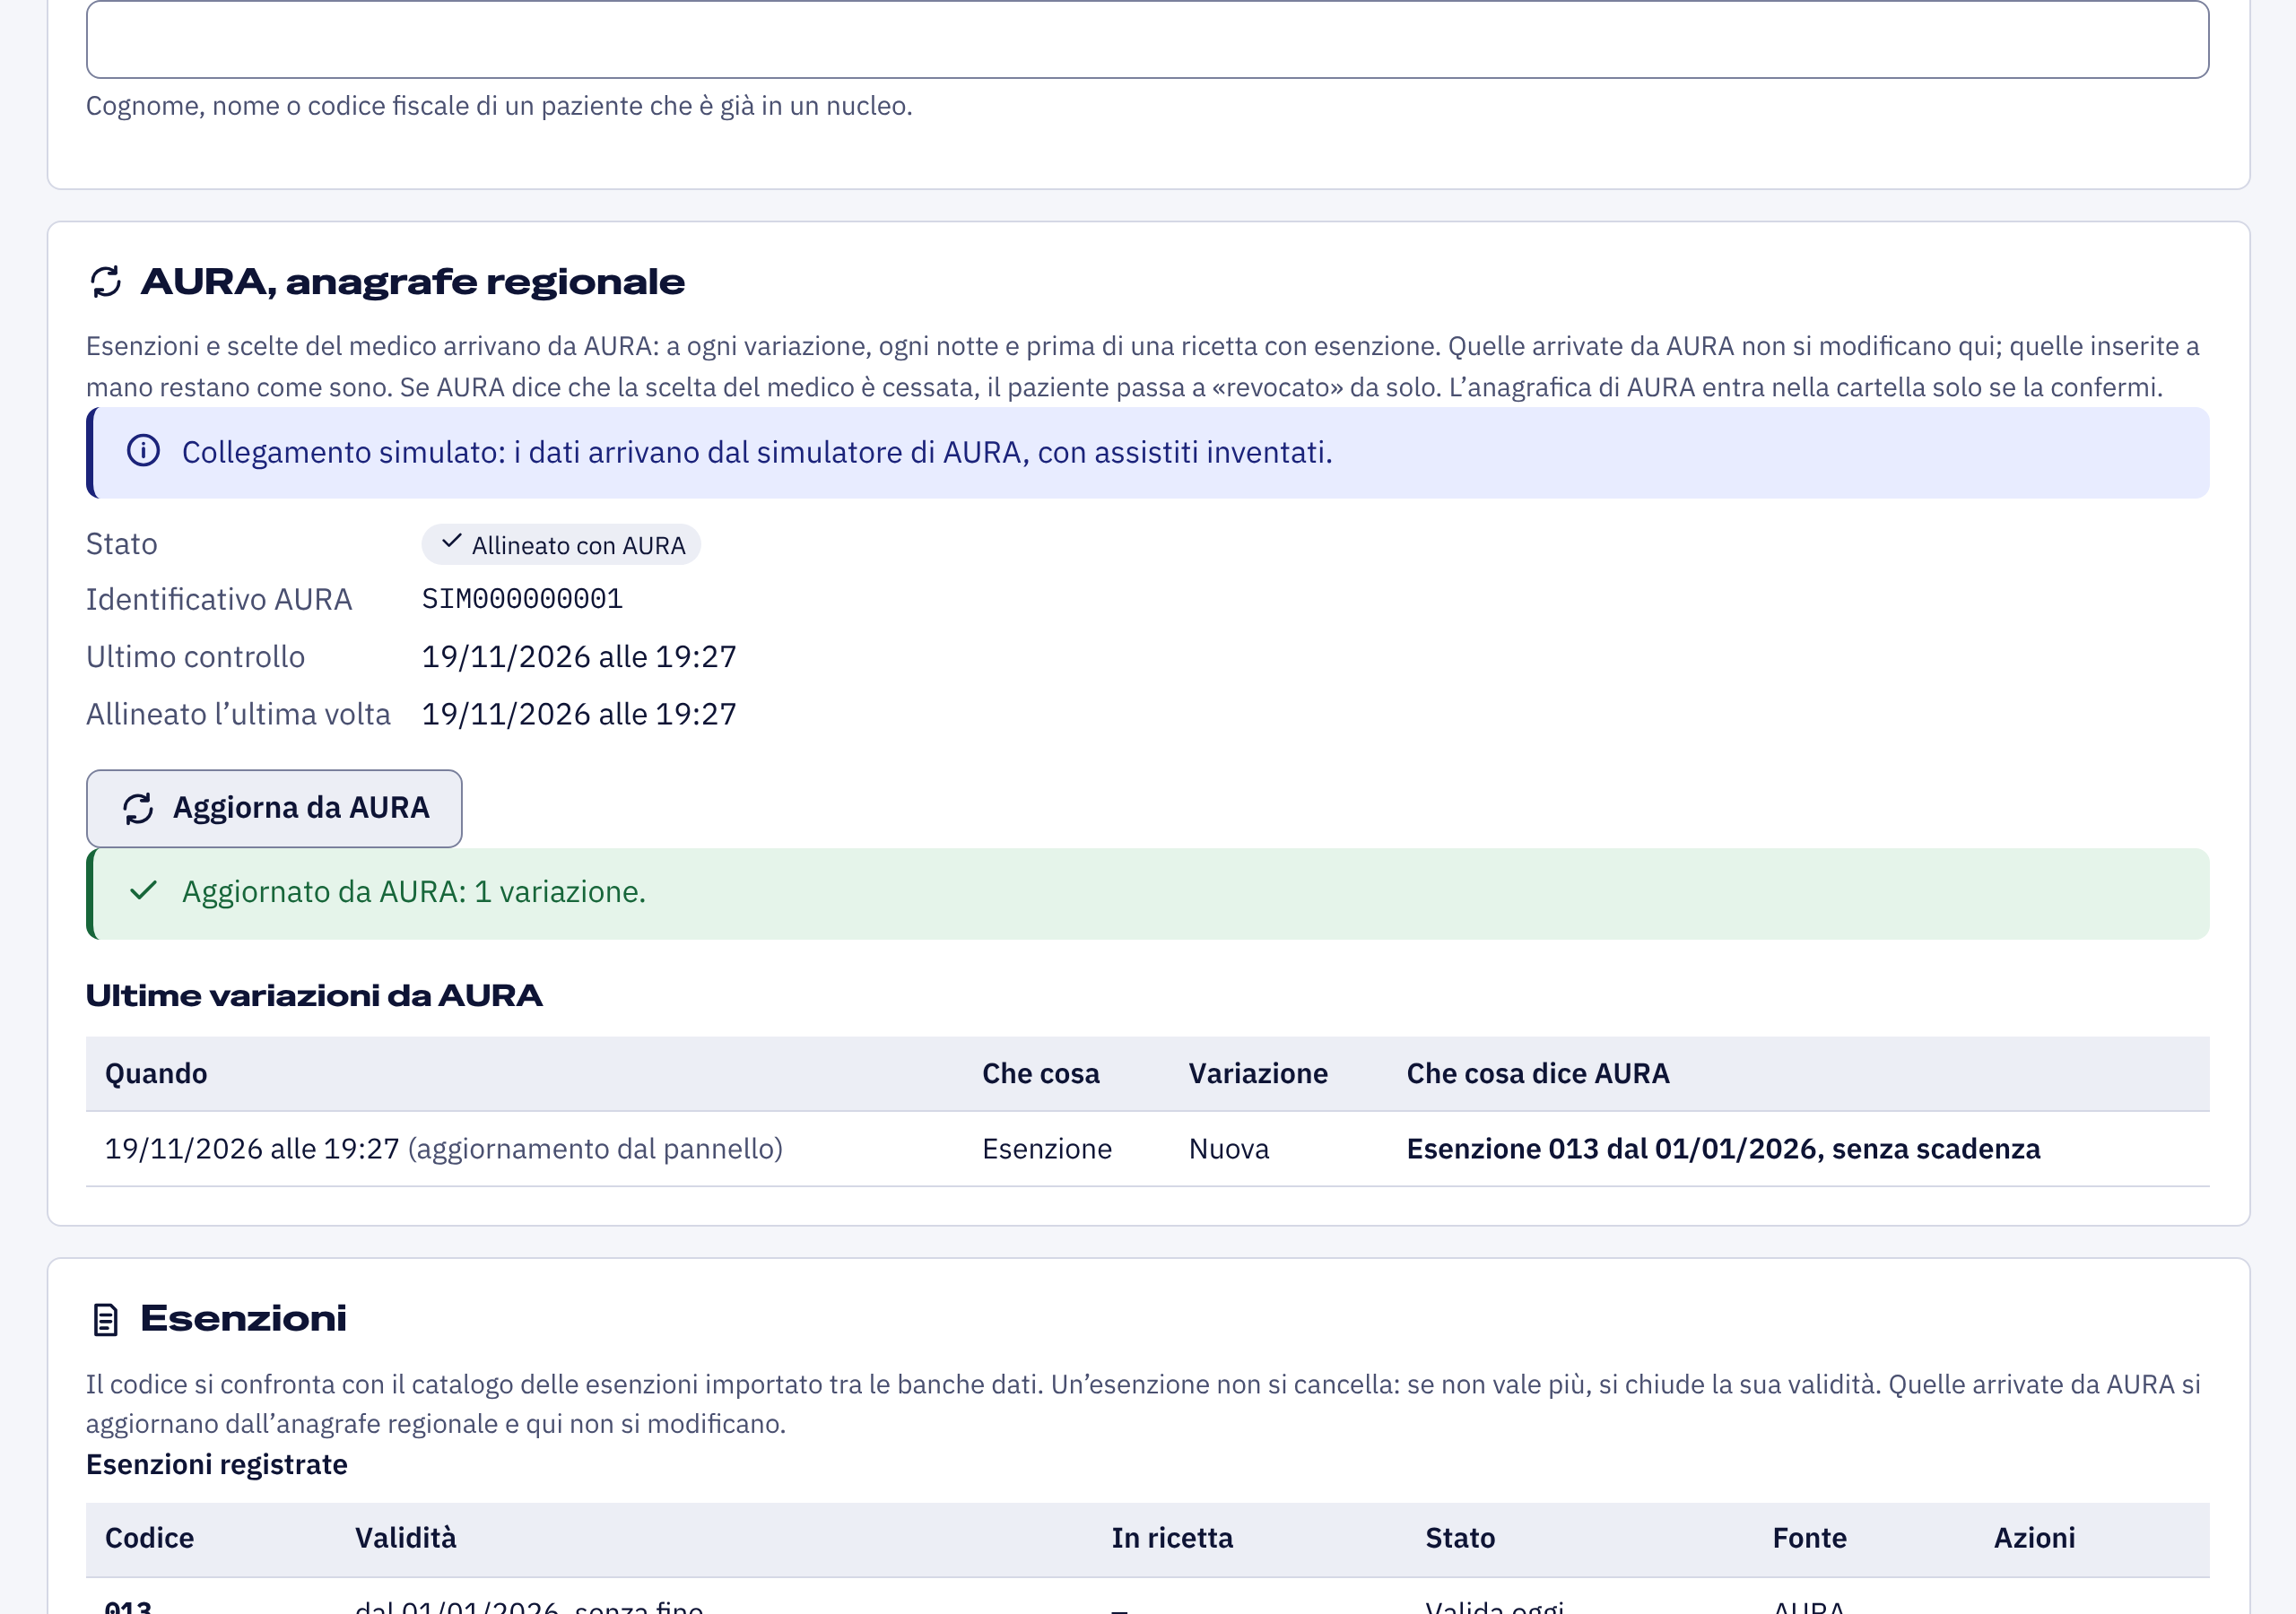 Cognome, nome o codice fiscale di un paziente che è già in un nucleo.
AURA, anagrafe regionale
Esenzioni e scelte del medico arrivano da AURA: a ogni variazione, ogni notte e prima di una ricetta con esenzione. Quelle arrivate da AURA non si modificano qui; quelle inserite a
mano restano come sono. Se AURA dice che la scelta del medico è cessata, il paziente passa a «revocato» da solo. L’anagrafica di AURA entra nella cartella solo se la confermi.
Collegamento simulato: i dati arrivano dal simulatore di AURA, con assistiti inventati.
Stato Allineato con AURA
Identificativo AURA SIM000000001
Ultimo controllo 19/11/2026 alle 19:27
Allineato l’ultima volta 19/11/2026 alle 19:27
Aggiorna da AURA
Aggiornato da AURA: 1 variazione.
Ultime variazioni da AURA
Quando Che cosa Variazione Che cosa dice AURA
19/11/2026 alle 19:27 (aggiornamento dal pannello) Esenzione Nuova Esenzione 013 dal 01/01/2026, senza scadenza
Esenzioni
Il codice si confronta con il catalogo delle esenzioni importato tra le banche dati. Un’esenzione non si cancella: se non vale più, si chiude la sua validità. Quelle arrivate da AURA si
aggiornano dall’anagrafe regionale e qui non si modificano.
Esenzioni registrate
Codice Validità In ricetta Stato Fonte Azioni
013 dal 01/01/2026, senza fine – Valida oggi AURA